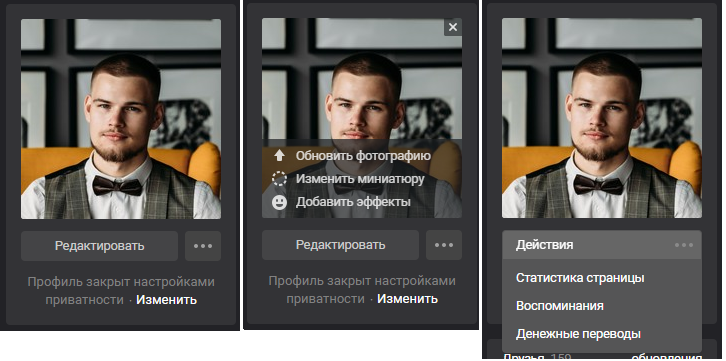 Редактировать
Профиль закрыт настройками
приватности · Изменить
Обновить фотографию
Изменить миниатюру
Добавить эффекты
Редактировать
Профиль закрыт настройками
приватности · Изменить
Действия
Статистика страницы
Воспоминания
Денежные переводы
Друзья 159 обновления